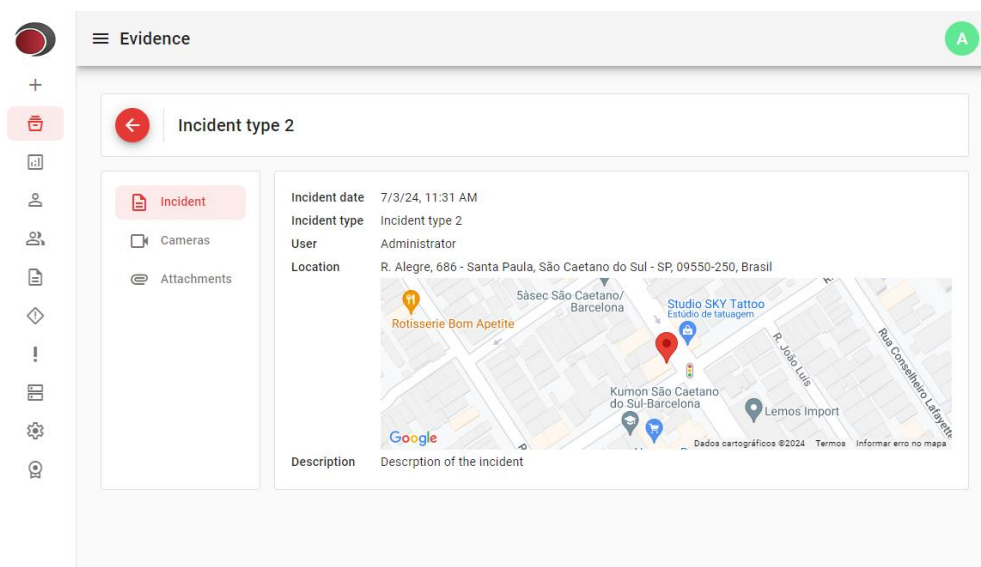 Evidence
A
Incident type 2
Incident
Cameras
Attachments
Incident date 7/3/24, 11:31 AM
Incident type Incident type 2
User Administrator
Location R. Alegre, 686 - Santa Paula, São Caetano do Sul - SP, 09550-250, Brasil
5àsec São Caetano/
Barcelona
Rotisserie Bom Apetite
Studio SKY Tattoo
Estúdio de tatuagem
R. João Luis
Rua Conselheiro Lafayette
Kumon São Caetano
do Sul-Barcelona
Lemos Import
Google
Dados cartográficos ©2024 Termos Informar erro no mapa
Description Descrption of the incident